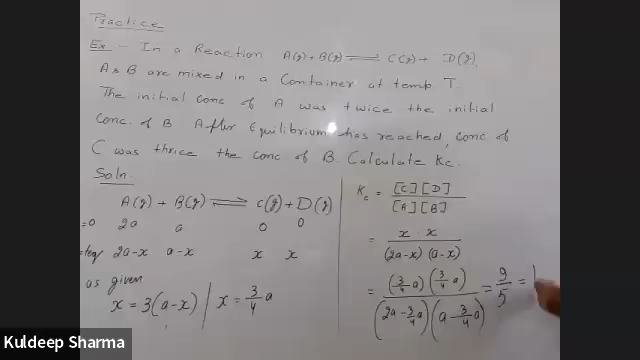 Practice
Ex - In a Reaction A(g) + B(g) ⇌ C(g) + D(g).
A & B are mixed in a Container at temp T.
The initial conc of A was twice the initial
Conc. of B. After Equilibrium has reached, conc of
C was thrice the conc of B. Calculate Kc.
Soln.
A(g) + B(g) ⇌ C(g) + D(g)
=0 2a a 0 0
=teq 2a-x a-x x x
as given
x = 3(a-x) | x = 3/4 a
Kc = [C][D] / [A][B]
= x · x / (2a-x) (a-x)
= (3/4 a) (3/4 a) / (2a - 3/4 a) (a - 3/4 a) = 9/5 = 1
Kuldeep Sharma